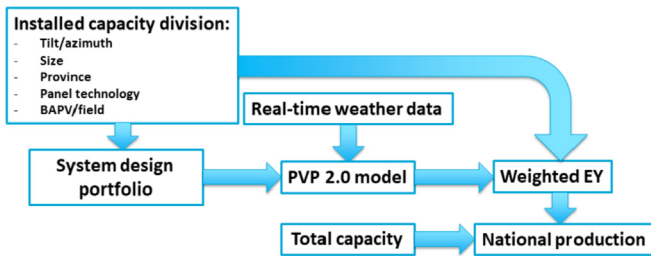 Installed capacity division:
- Tilt/azimuth
- Size
- Province
- Panel technology
- BAPV/field
Real-time weather data
System design
portfolio
PVP 2.0 model
Weighted EY
Total capacity
National production